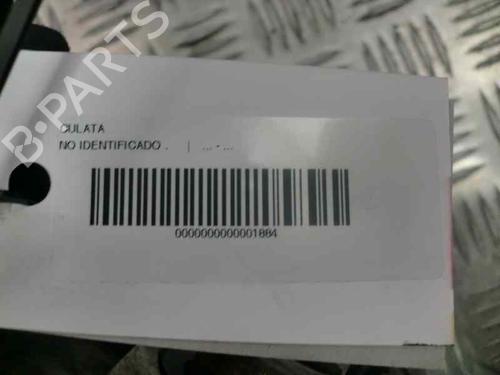 CULATA
NO IDENTIFICADO . | ... - ...
0000000000001884
B-PARTS